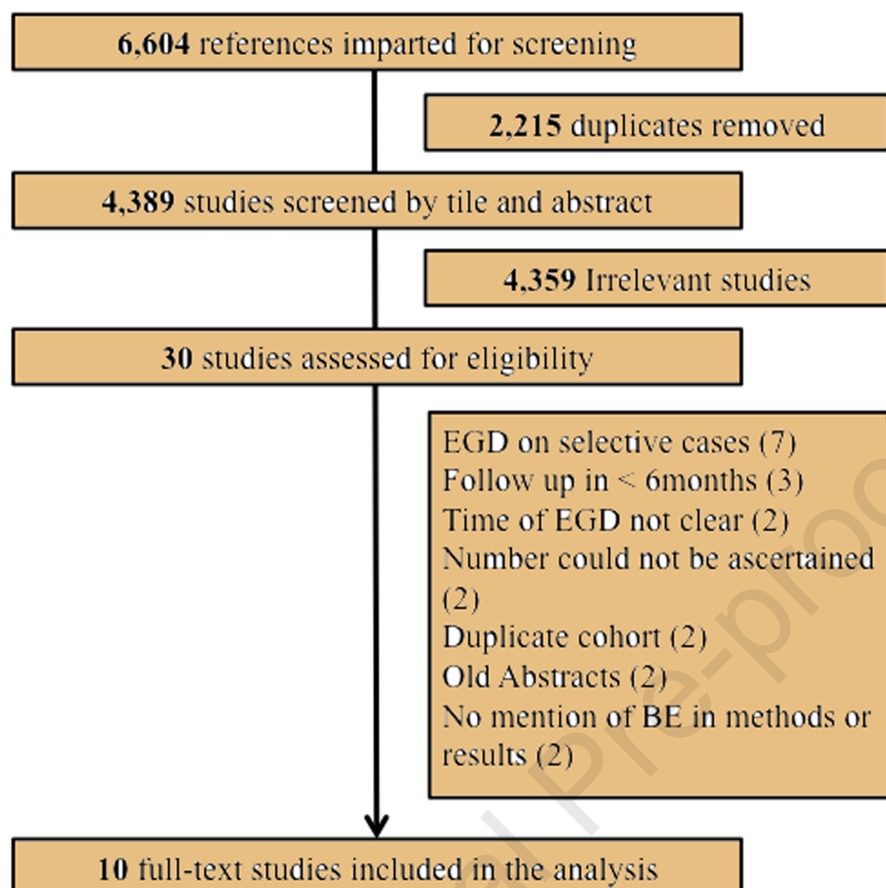 6,604 references imparted for screening
2,215 duplicates removed
4,389 studies screened by tile and abstract
4,359 Irrelevant studies
30 studies assessed for eligibility
EGD on selective cases (7)
Follow up in < 6months (3)
Time of EGD not clear (2)
Number could not be ascertained
(2)
Duplicate cohort (2)
Old Abstracts (2)
No mention of BE in methods or
results (2)
10 full-text studies included in the analysis